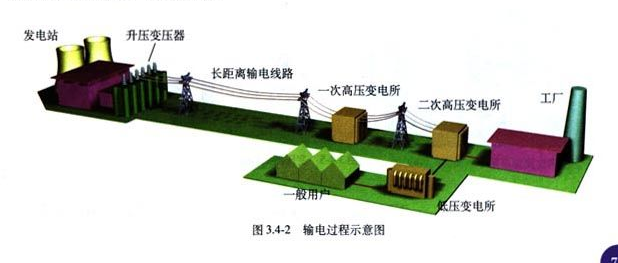 发电站
升压变压器
长距离输电线路
一次高压变电所
二次高压变电所
工厂
一般用户
低压变电所
图 3.4-2 输电过程示意图
7